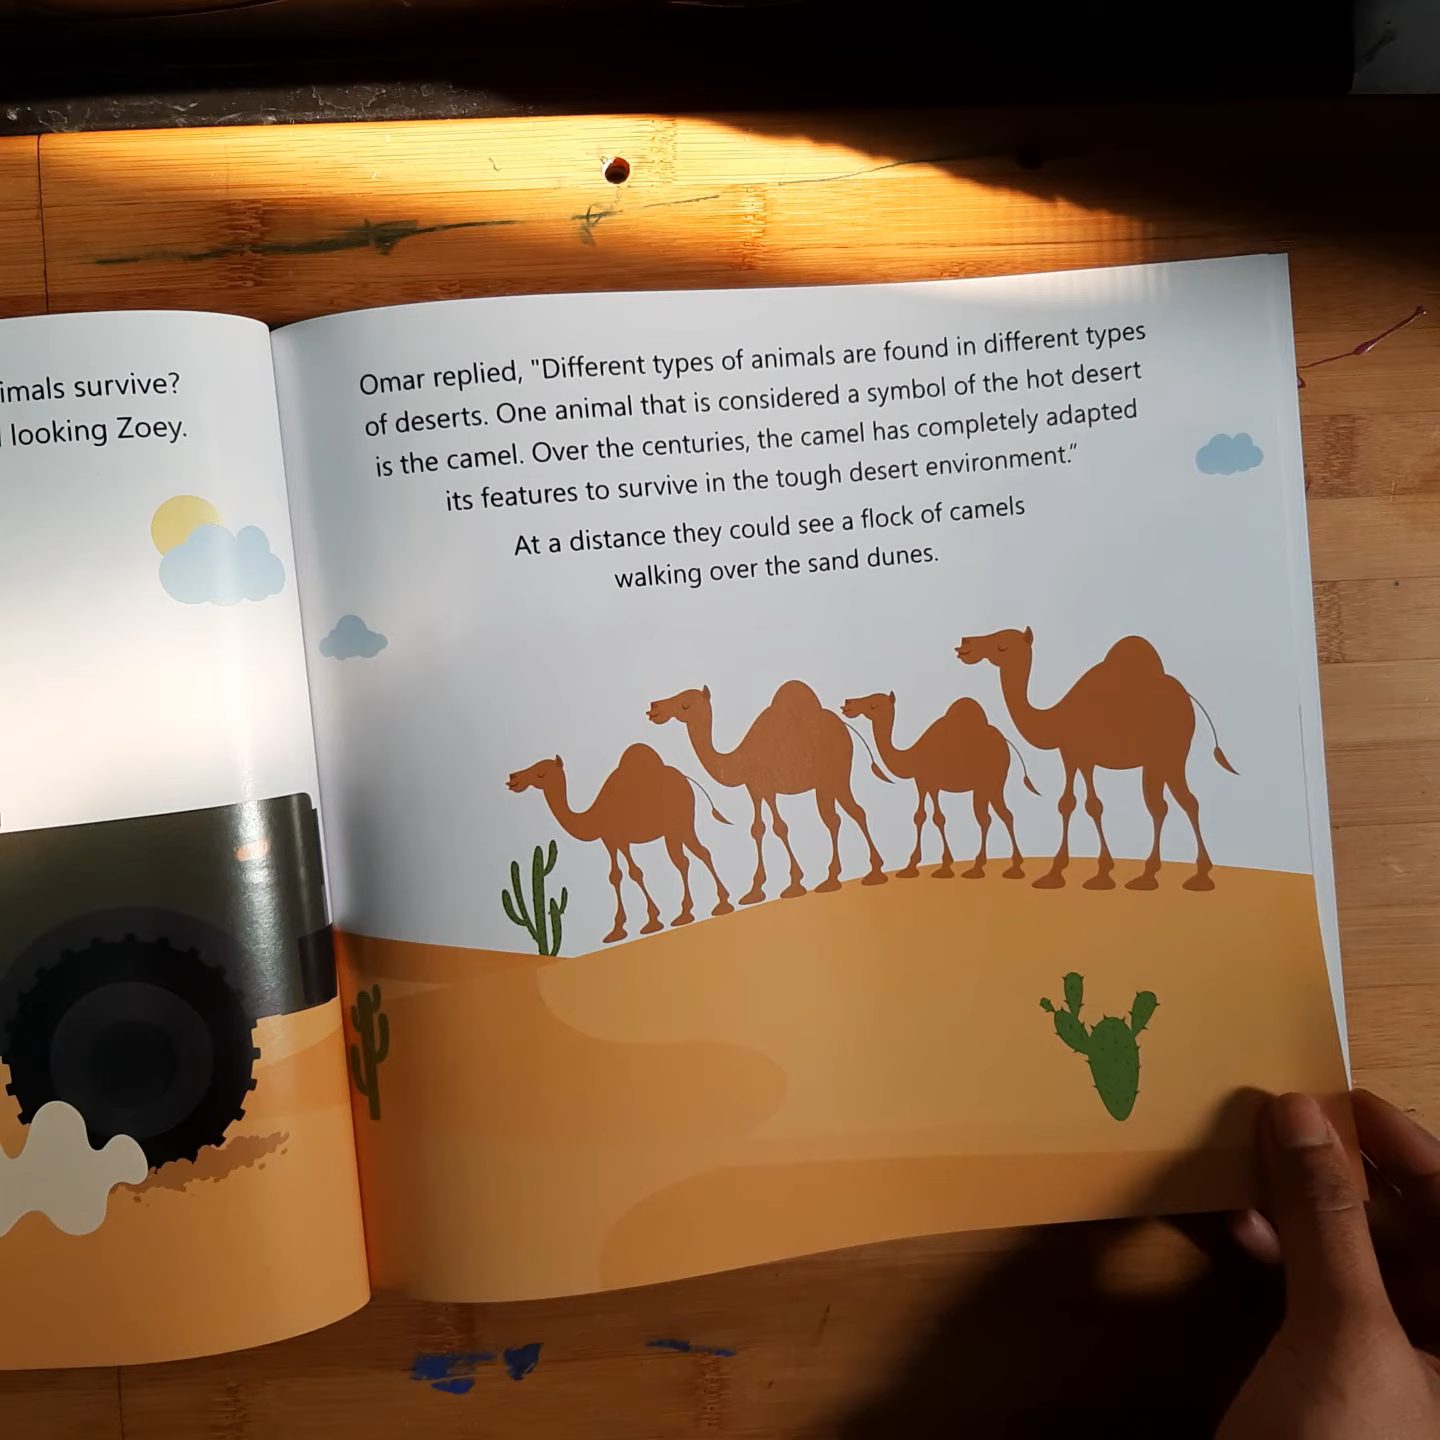 imals survive?
looking Zoey.
Omar replied, "Different types of animals are found in different types
of deserts. One animal that is considered a symbol of the hot desert
is the camel. Over the centuries, the camel has completely adapted
its features to survive in the tough desert environment.”
At a distance they could see a flock of camels
walking over the sand dunes.